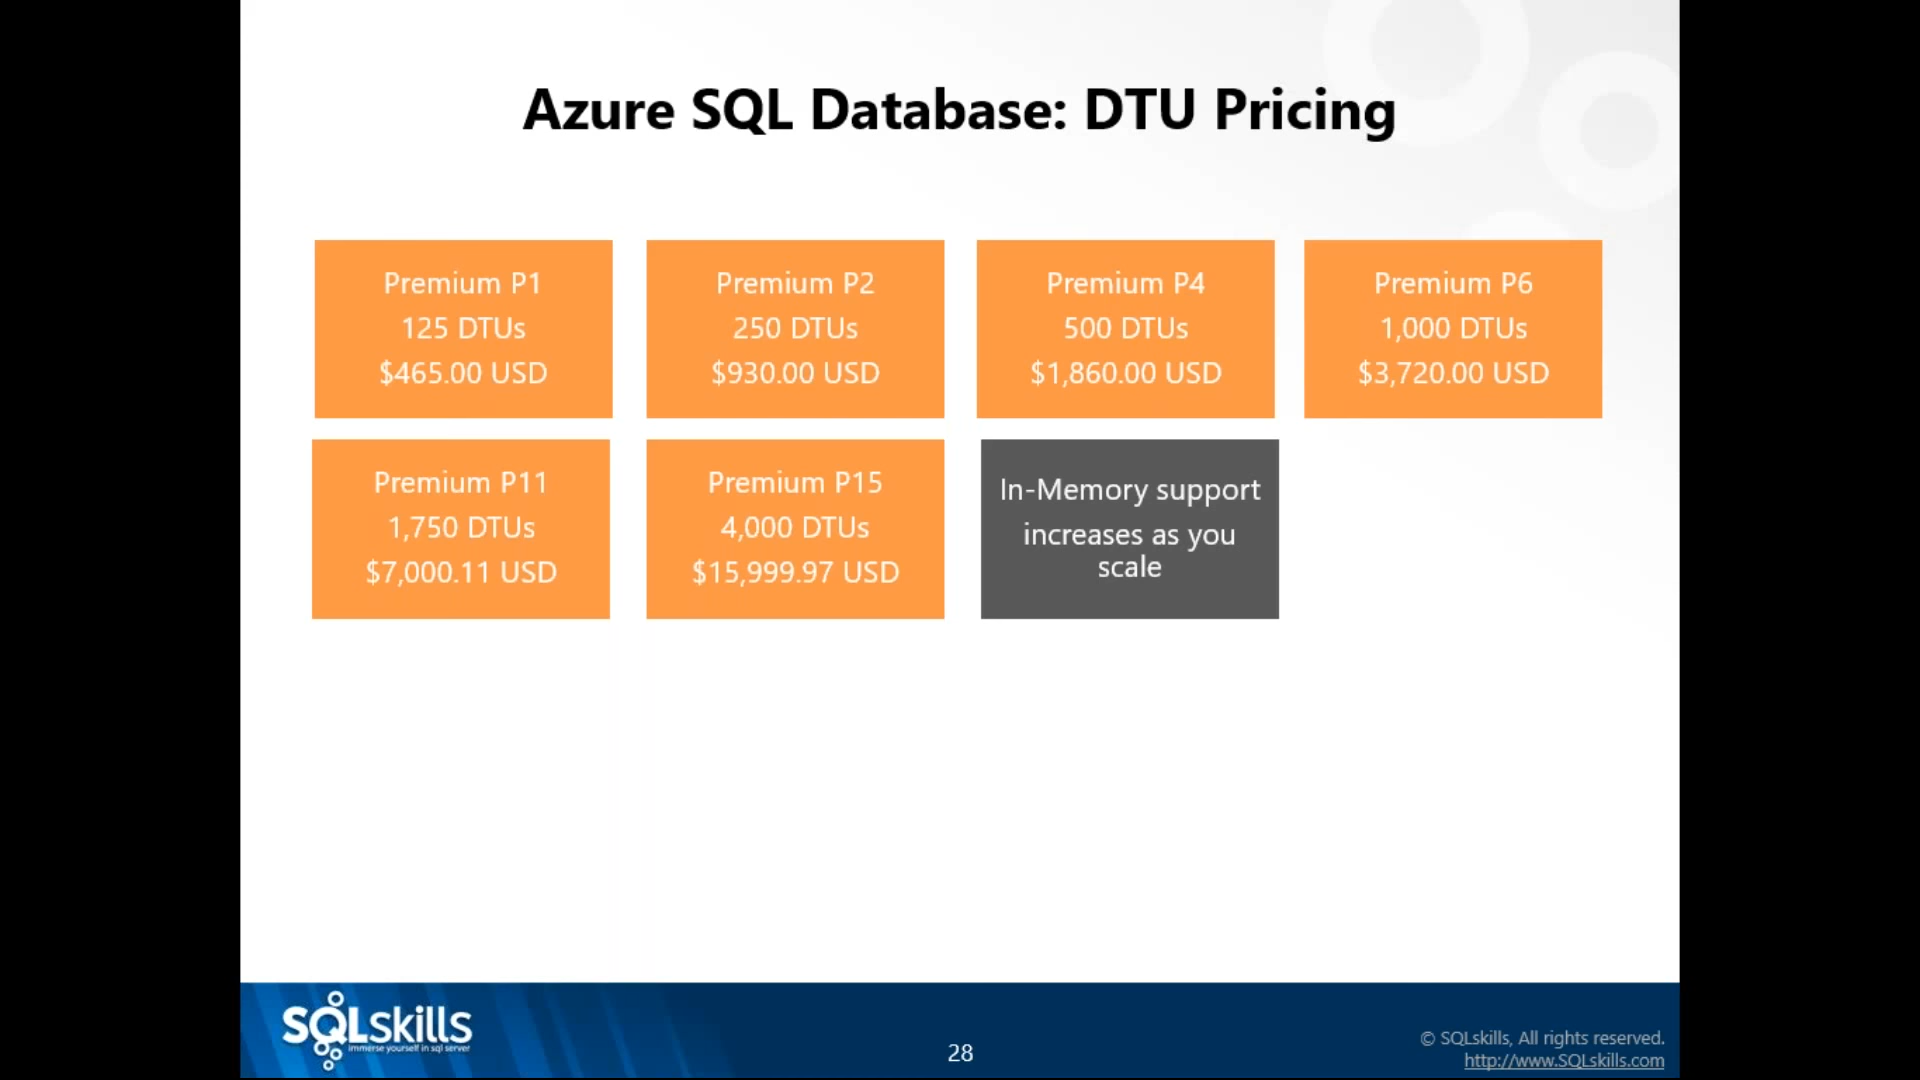 Azure SQL Database: DTU Pricing
Premium P1
125 DTUs
$465.00 USD
Premium P2
250 DTUs
$930.00 USD
Premium P4
500 DTUs
$1,860.00 USD
Premium P6
1,000 DTUs
$3,720.00 USD
Premium P11
1,750 DTUs
$7,000.11 USD
Premium P15
4,000 DTUs
$15,999.97 USD
In-Memory support
increases as you
scale
SQLskills
immerse yourself in sql server
28
© SQLskills, All rights reserved.
http://www.SQLskills.com